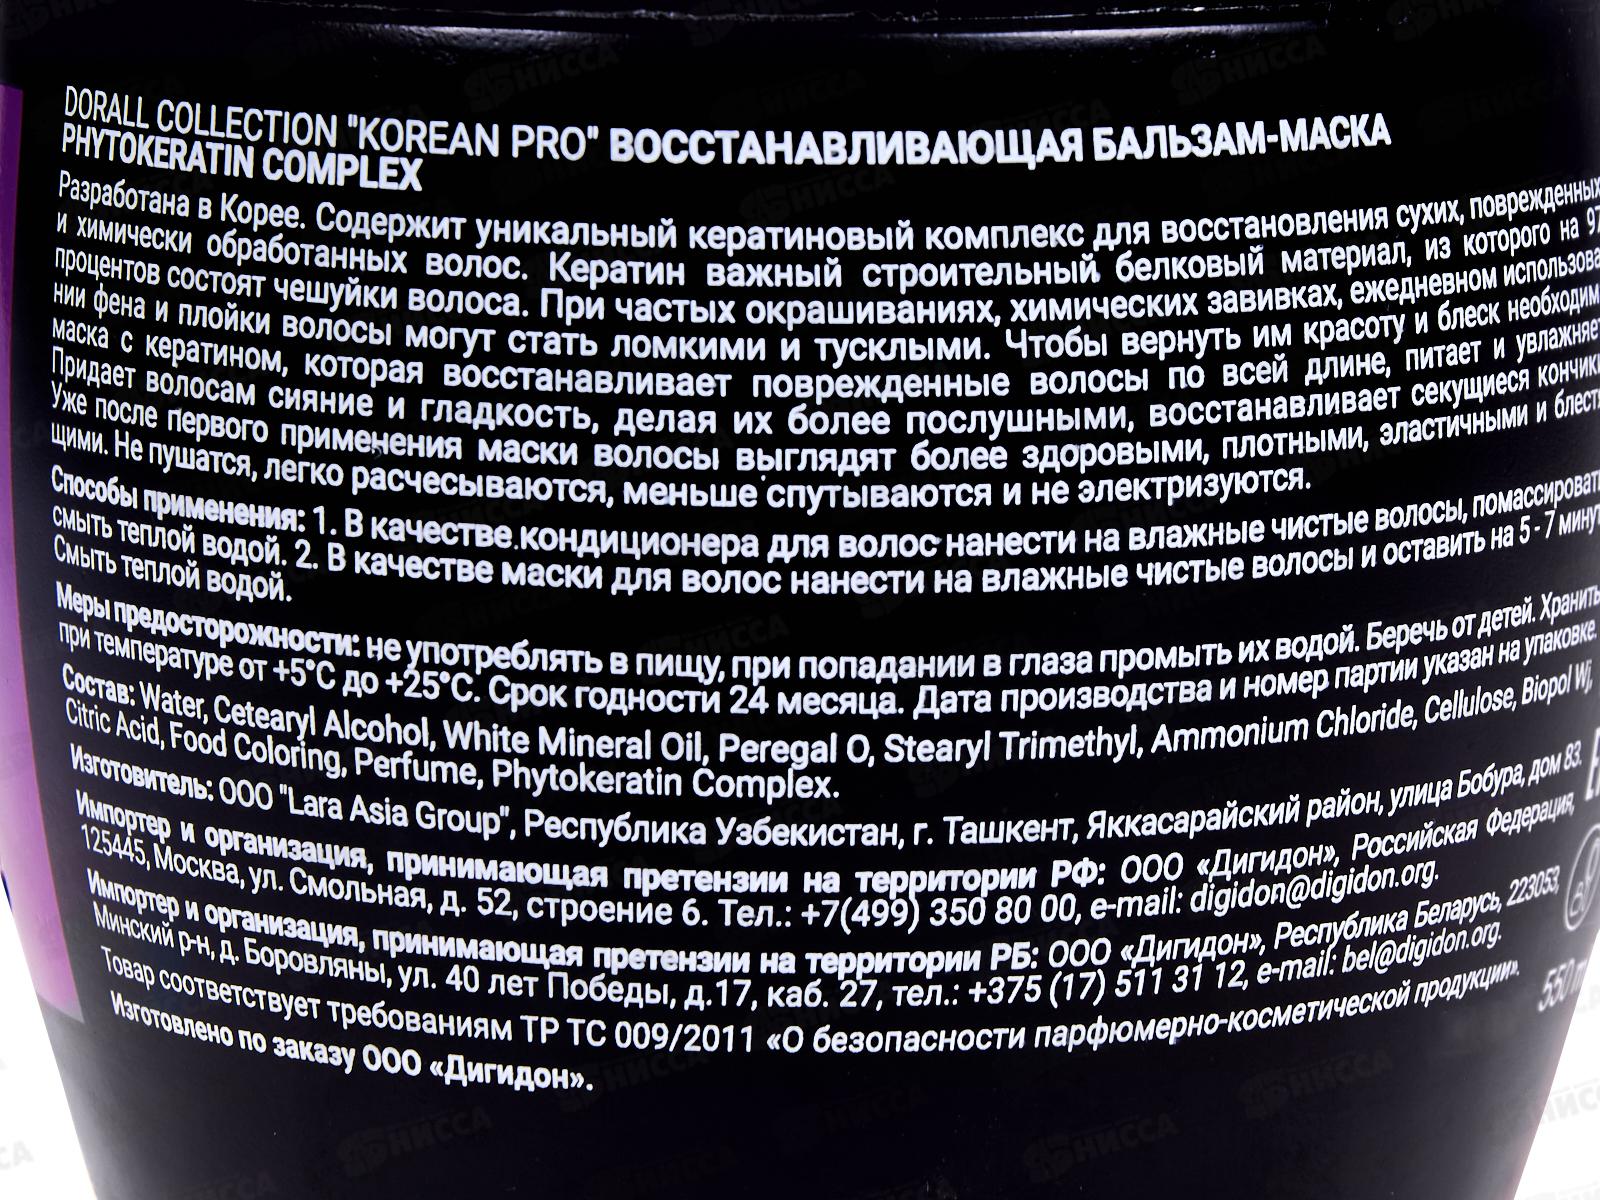 DORALL COLLECTION "KOREAN PRO" ВОССТАНАВЛИВАЮЩАЯ БАЛЬЗАМ-МАСКА
PHYTOKERATIN COMPLEX
Разработана в Корее. Содержит уникальный кератиновый комплекс для восстановления сухих, поврежденных
и химически обработанных волос. Кератин важный строительный белковый материал, из которого на 97
процентов состоят чешуйки волоса. При частых окрашиваниях, химических завивках, ежедневном использова
нии фена и плойки волосы могут стать ломкими и тусклыми. Чтобы вернуть им красоту и блеск необходим
маска с кератином, которая восстанавливает поврежденные волосы по всей длине, питает и увлажняет
Придает волосам сияние и гладкость, делая их более послушными, восстанавливает секущиеся кончики
Уже после первого применения маски волосы выглядят более здоровыми, плотными, эластичными и блестя
щими. Не пушатся, легко расчесываются, меньше спутываются и не электризуются.
Способы применения: 1. В качестве кондиционера для волос нанести на влажные чистые волосы, помассировать
смыть теплой водой. 2. В качестве маски для волос нанести на влажные чистые волосы и оставить на 5 - 7 минут
Смыть теплой водой.
Меры предосторожности: не употреблять в пищу, при попадании в глаза промыть их водой. Беречь от детей. Хранить
при температуре от +5°C до +25°C. Срок годности 24 месяца. Дата производства и номер партии указан на упаковке.
Состав: Water, Cetearyl Alcohol, White Mineral Oil, Peregal O, Stearyl Trimethyl, Ammonium Chloride, Cellulose, Biopol Wj,
Citric Acid, Food Coloring, Perfume, Phytokeratin Complex.
Изготовитель: ООО "Lara Asia Group", Республика Узбекистан, г. Ташкент, Яккасарайский район, улица Бобура, дом 83.
Импортер и организация, принимающая претензии на территории РФ: ООО «Дигидон», Российская Федерация,
125445, Москва, ул. Смольная, д. 52, строение 6. Тел.: +7(499) 350 80 00, e-mail: digidon@digidon.org.
Импортер и организация, принимающая претензии на территории РБ: ООО «Дигидон», Республика Беларусь, 223053,
Минский р-н, д. Боровляны, ул. 40 лет Победы, д.17, каб. 27, тел.: +375 (17) 511 31 12, e-mail: bel@digidon.org.
Товар соответствует требованиям ТР ТС 009/2011 «О безопасности парфюмерно-косметической продукции».
Изготовлено по заказу ООО «Дигидон».
550 m